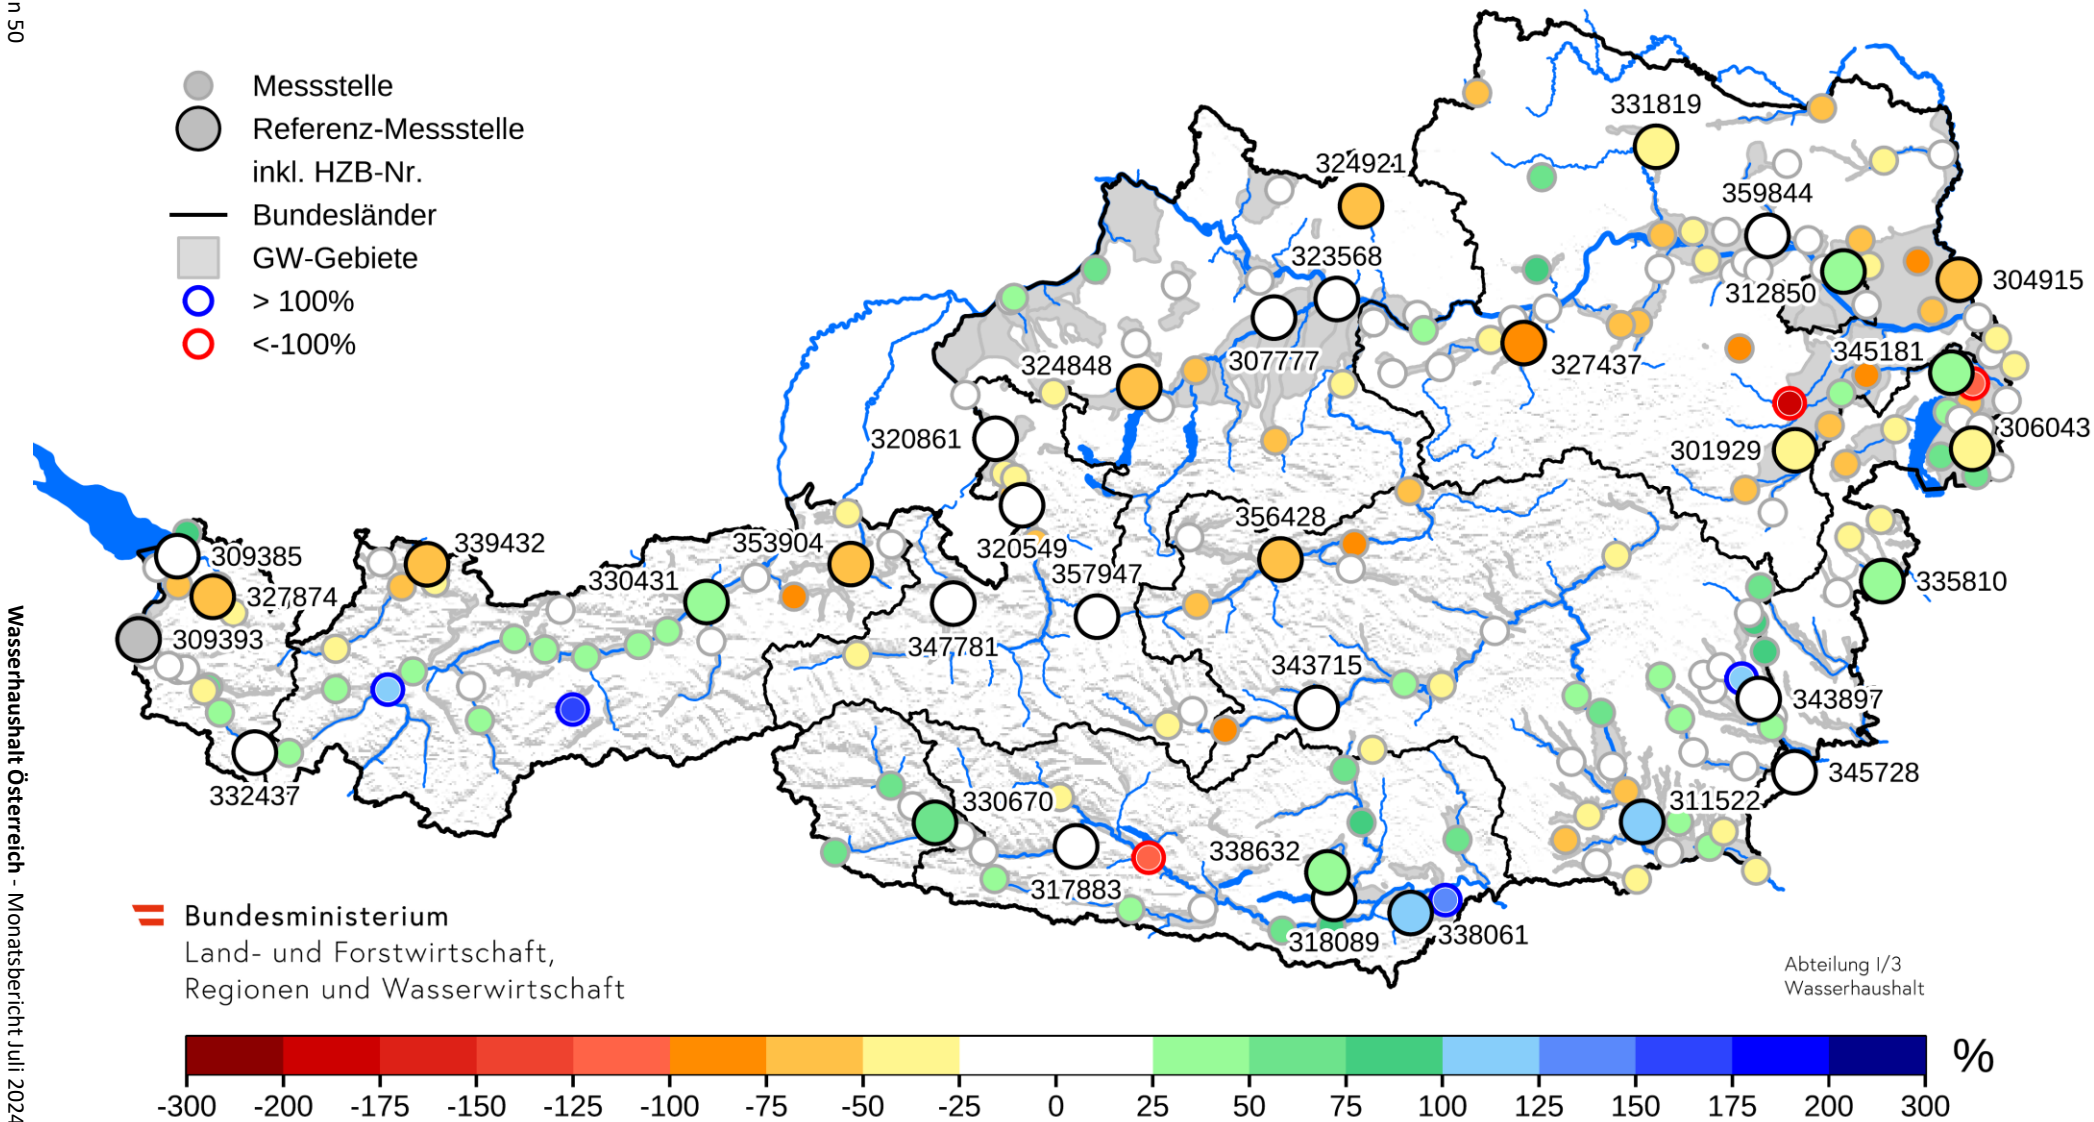 n 50
Wasserhaushalt Österreich - Monatsbericht Juli 2024
Messstelle
Referenz-Messstelle
inkl. HZB-Nr.
Bundesländer
GW-Gebiete
> 100%
<-100%
331819
324921
359844
323568
312850
304915
307777
324848
327437
345181
320861
301929
306043
356428
320549
357947
309385
339432
353904
330431
327874
309393
335810
347781
343715
343897
332437
345728
330670
311522
338632
317883
318089
338061
Bundesministerium
Land- und Forstwirtschaft,
Regionen und Wasserwirtschaft
Abteilung I/3
Wasserhaushalt
%
-300 -200 -175 -150 -125 -100 -75 -50 -25 0 25 50 75 100 125 150 175 200 300